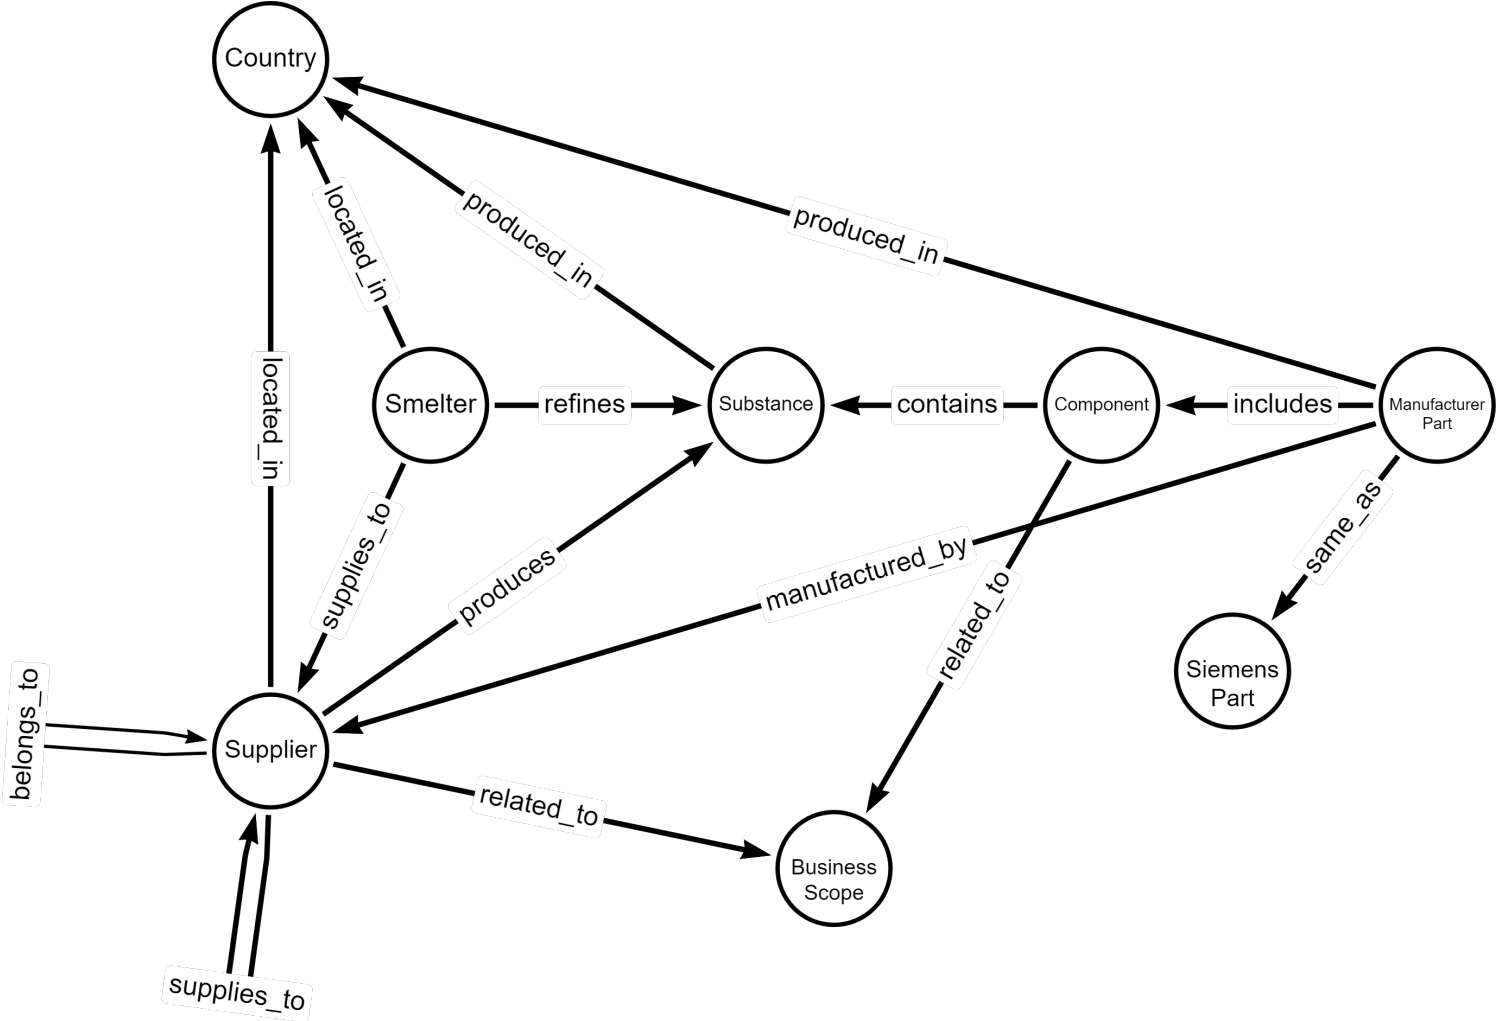 Country
located_in
produced_in
produced_in
located_in
Smelter
refines
Substance
contains
Component
includes
Manufacturer
Part
supplies_to
produces
manufactured_by
related_to
same_as
Siemens
Part
belongs_to
Supplier
related_to
Business
Scope
supplies_to